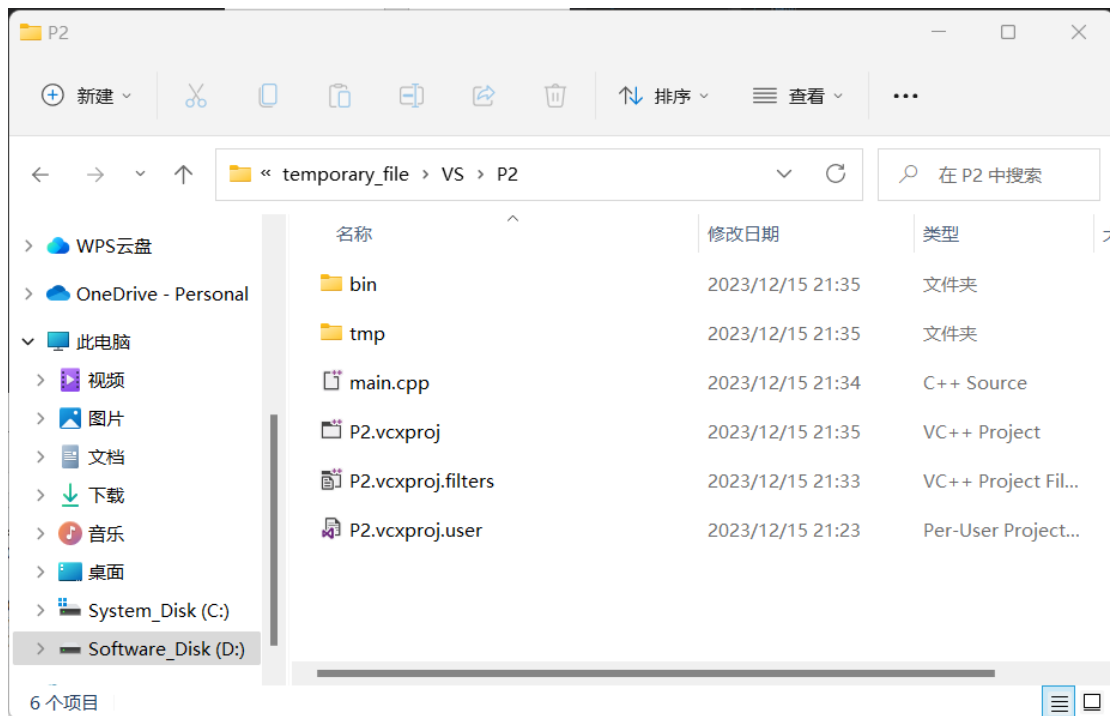 P2
新建 排序 查看 •••
« temporary_file › VS › P2 在 P2 中搜索
名称 修改日期 类型
WPS云盘
OneDrive - Personal
此电脑
视频
图片
文档
下载
音乐
桌面
System_Disk (C:)
Software_Disk (D:)
bin 2023/12/15 21:35 文件夹
tmp 2023/12/15 21:35 文件夹
main.cpp 2023/12/15 21:34 C++ Source
P2.vcxproj 2023/12/15 21:35 VC++ Project
P2.vcxproj.filters 2023/12/15 21:33 VC++ Project Fil...
P2.vcxproj.user 2023/12/15 21:23 Per-User Project...
6 个项目